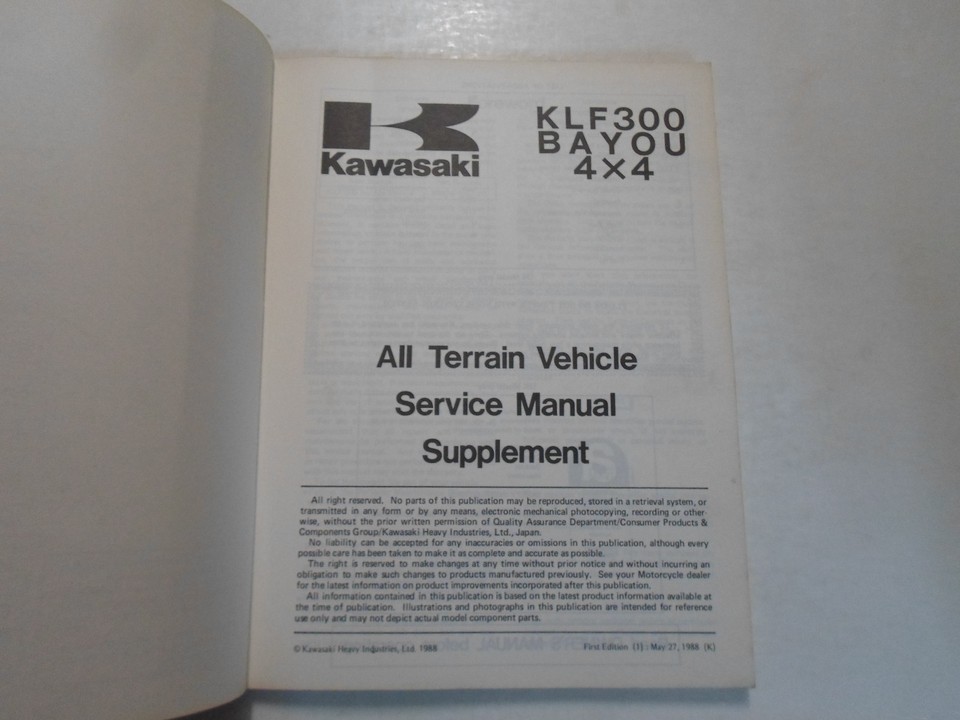 Kawasaki
KLF300
BAYOU
4×4
All Terrain Vehicle
Service Manual
Supplement
All right reserved. No parts of this publication may be reproduced, stored in a retrieval system, or
transmitted in any form or by any means, electronic mechanical photocopying, recording or other-
wise, without the prior written permission of Quality Assurance Department/Consumer Products &
Components Group/Kawasaki Heavy Industries, Ltd., Japan.
No liability can be accepted for any inaccuracies or omissions in this publication, although every
possible care has been taken to make it as complete and accurate as possible.
The right is reserved to make changes at any time without prior notice and without incurring an
obligation to make such changes to products manufactured previously. See your Motorcycle dealer
for the latest information on product improvements incorporated after this publication.
All information contained in this publication is based on the latest product information available at
the time of publication. Illustrations and photographs in this publication are intended for reference
use only and may not depict actual model component parts.
© Kawasaki Heavy Industries, Ltd. 1988
First Edition (1) : May 27, 1988 (K)